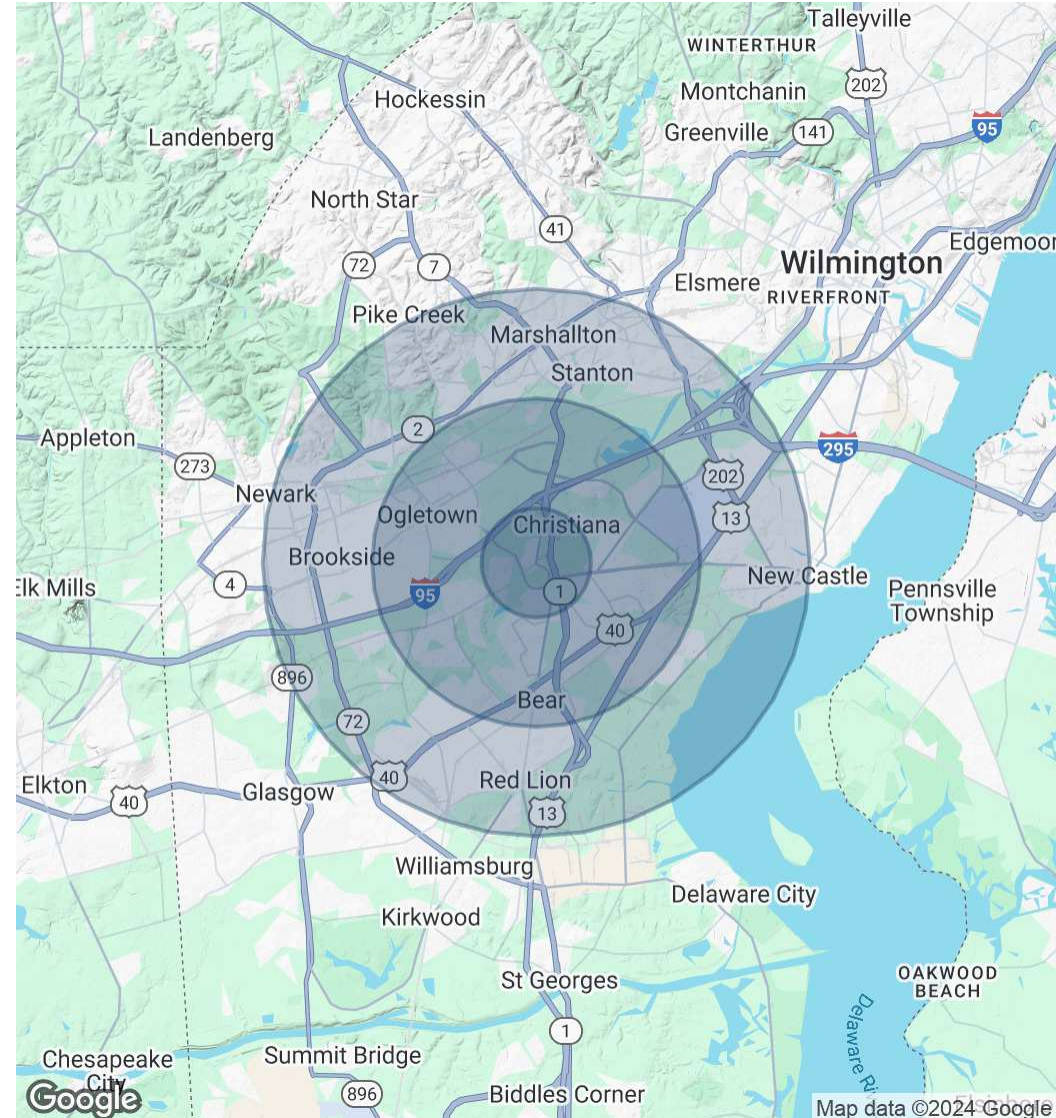 Talleyville
WINTERTHUR
202
Hockessin
Montchanin
Landenberg
Greenville
141
95
North Star
41
Edgemoor
72
7
Wilmington
Elsmere
RIVERFRONT
Pike Creek
Marshallton
Stanton
2
Appleton
273
295
202
Newark
Ogletown
Christiana
13
Brookside
New Castle
4
Elk Mills
95
1
Pennsville
Township
40
896
Bear
72
40
Red Lion
Elkton
40
Glasgow
13
Williamsburg
Delaware City
Kirkwood
St Georges
OAKWOOD
BEACH
1
Delaware Ri
Chesapeake
City
Summit Bridge
896
Biddles Corner
Google
Map data ©2024 Google